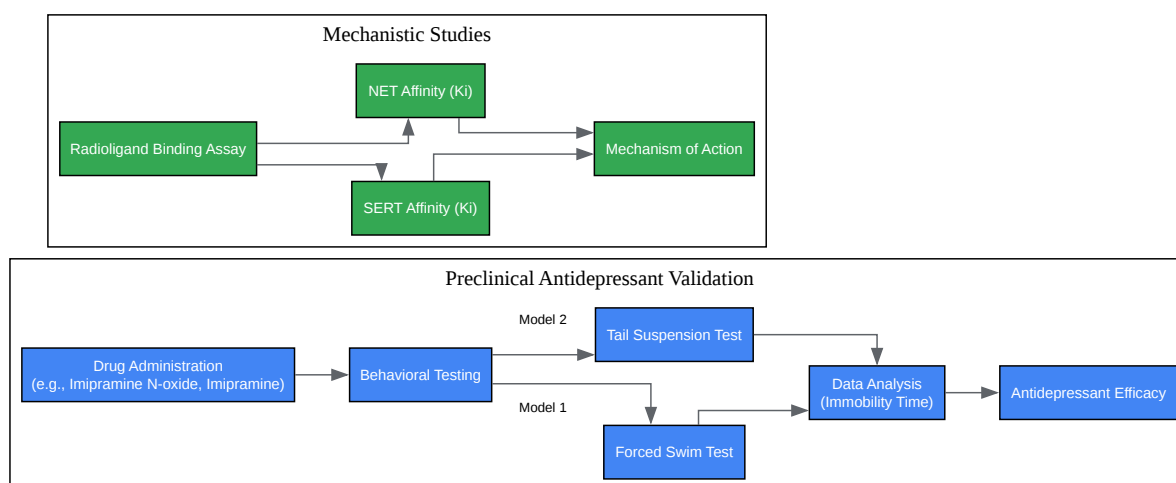 Mechanistic Studies
NET Affinity (Ki)
Radioligand Binding Assay
Mechanism of Action
SERT Affinity (Ki)
Preclinical Antidepressant Validation
Model 2
Tail Suspension Test
Drug Administration
(e.g., Imipramine N-oxide, Imipramine)
Behavioral Testing
Data Analysis
(Immobility Time)
Antidepressant Efficacy
Model 1
Forced Swim Test